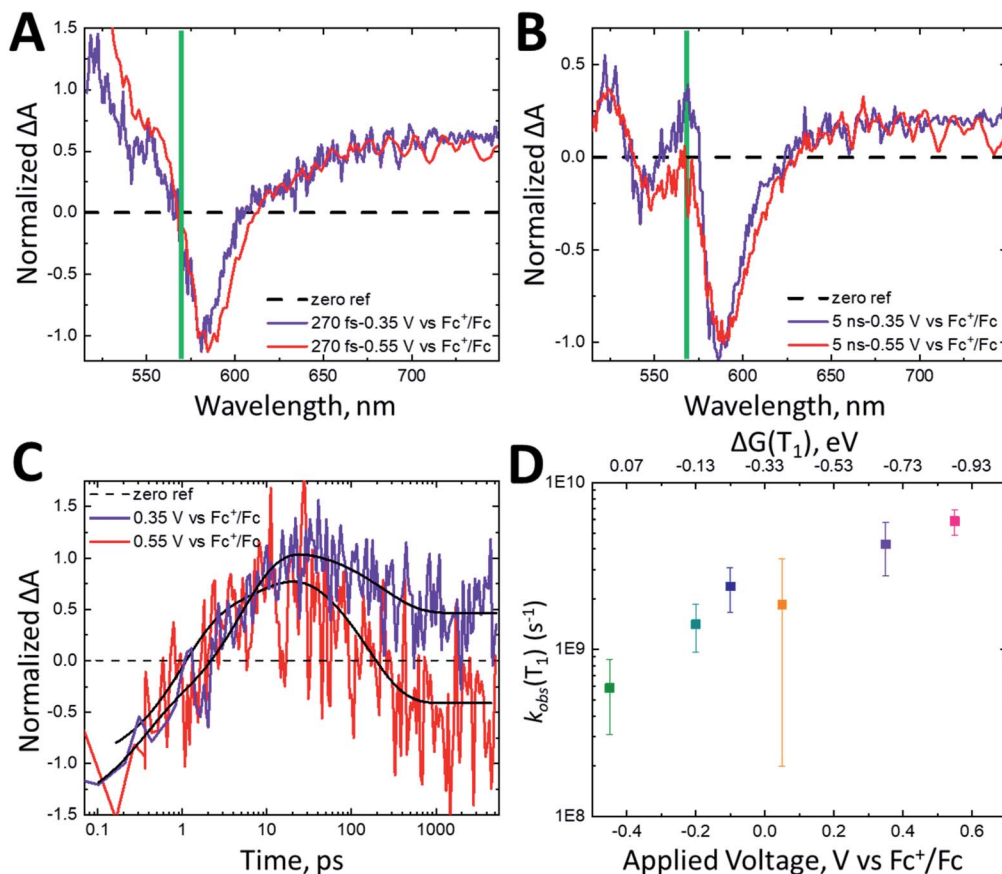 A
Normalized ΔA
1.5
1.0
0.5
0.0
-0.5
-1.0
zero ref
270 fs-0.35 V vs Fc⁺/Fc
270 fs-0.55 V vs Fc⁺/Fc
550
600
650
700
Wavelength, nm
B
Normalized ΔA
0.5
0.0
-0.5
-1.0
zero ref
5 ns-0.35 V vs Fc⁺/Fc
5 ns-0.55 V vs Fc⁺/Fc
550
600
650
700
Wavelength, nm
C
Normalized ΔA
1.5
1.0
0.5
0.0
-0.5
-1.0
-1.5
zero ref
0.35 V vs Fc⁺/Fc
0.55 V vs Fc⁺/Fc
0.1
1
10
100
1000
Time, ps
ΔG(T₁), eV
0.07 -0.13 -0.33 -0.53 -0.73 -0.93
D
k_obs(T₁) (s⁻¹)
1E10
1E9
1E8
-0.4 -0.2 0.0 0.2 0.4 0.6
Applied Voltage, V vs Fc⁺/Fc